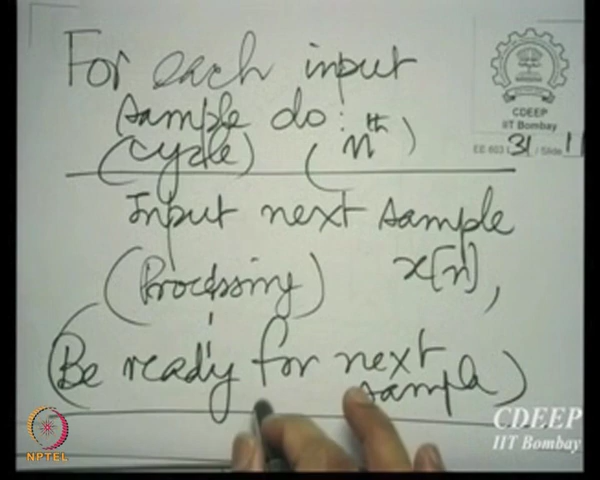 For each input
sample do:
(cycle) (nth)
Input next sample
(Processing) x[n],
(Be ready for next
sample)
CDEEP
IIT Bombay
EE 603 L 31 / Slide 11
NPTEL
CDEEP
IIT Bombay